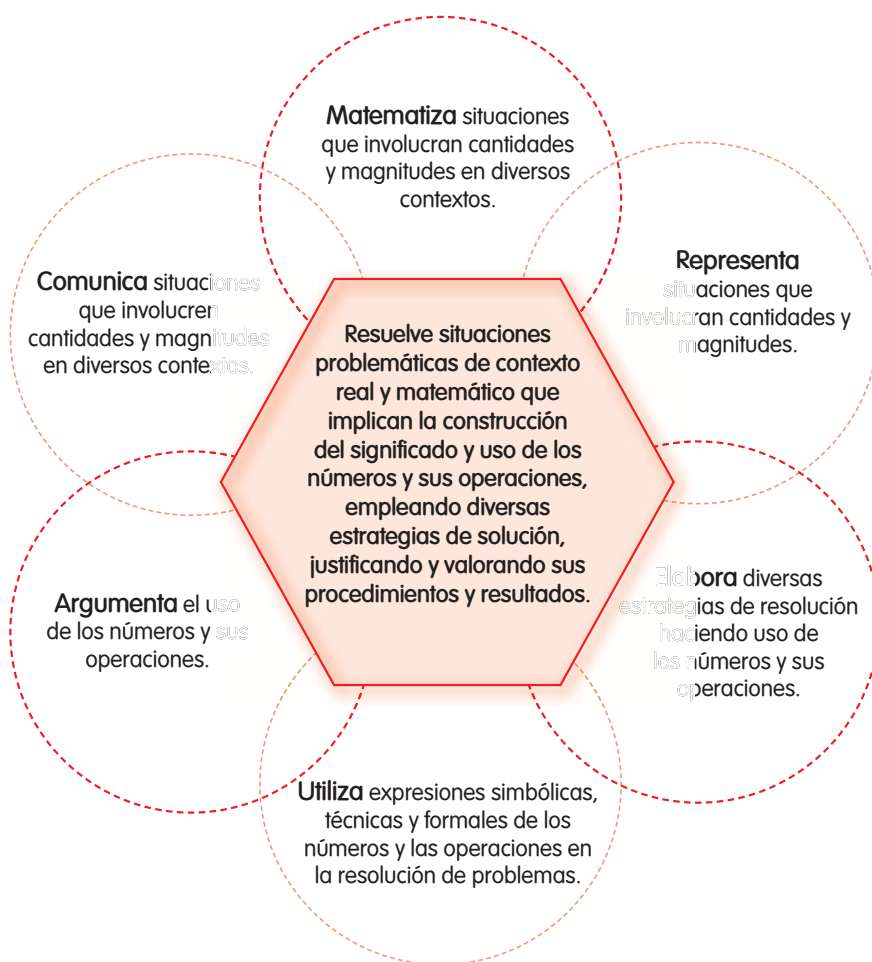 Matematiza situaciones
que involucran cantidades
y magnitudes en diversos
contextos.
Representa
situaciones que
involucran cantidades y
magnitudes.
Elabora diversas
estrategias de resolución
haciendo uso de
los números y sus
operaciones.
Utiliza expresiones simbólicas,
técnicas y formales de los
números y las operaciones en
la resolución de problemas.
Argumenta el uso
de los números y sus
operaciones.
Comunica situaciones
que involucren
cantidades y magnitudes
en diversos contextos.
Resuelve situaciones
problemáticas de contexto
real y matemático que
implican la construcción
del significado y uso de los
números y sus operaciones,
empleando diversas
estrategias de solución,
justificando y valorando sus
procedimientos y resultados.